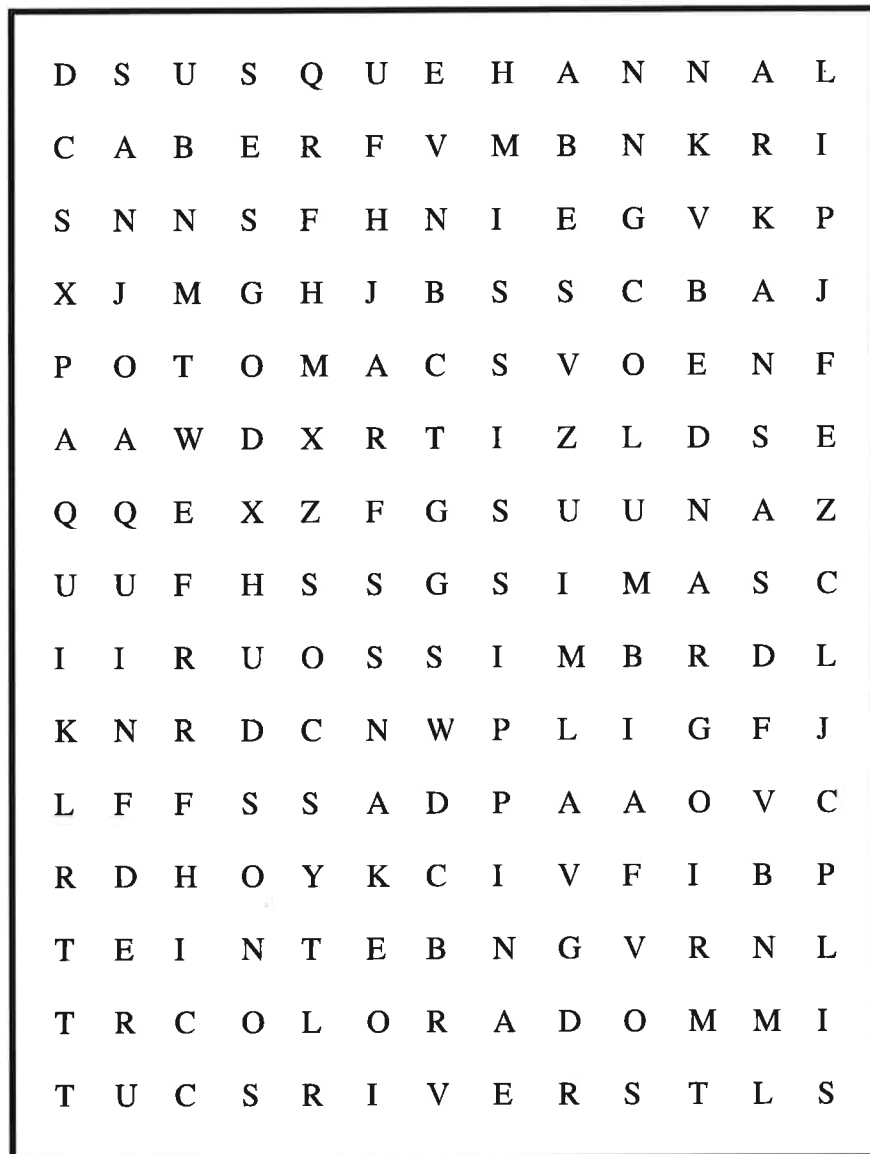 D S U S Q U E H A N N A L
C A B E R F V M B N K R I
S N N S F H N I E G V K P
X J M G H J B S S C B A J
P O T O M A C S V O E N F
A A W D X R T I Z L D S E
Q Q E X Z F G S U U N A Z
U U F H S S G S I M A S C
I I R U O S S I M B R D L
K N R D C N W P L I G F J
L F F S S A D P A A O V C
R D H O Y K C I V F I B P
T E I N T E B N G V R N L
T R C O L O R A D O M M I
T U C S R I V E R S T L S